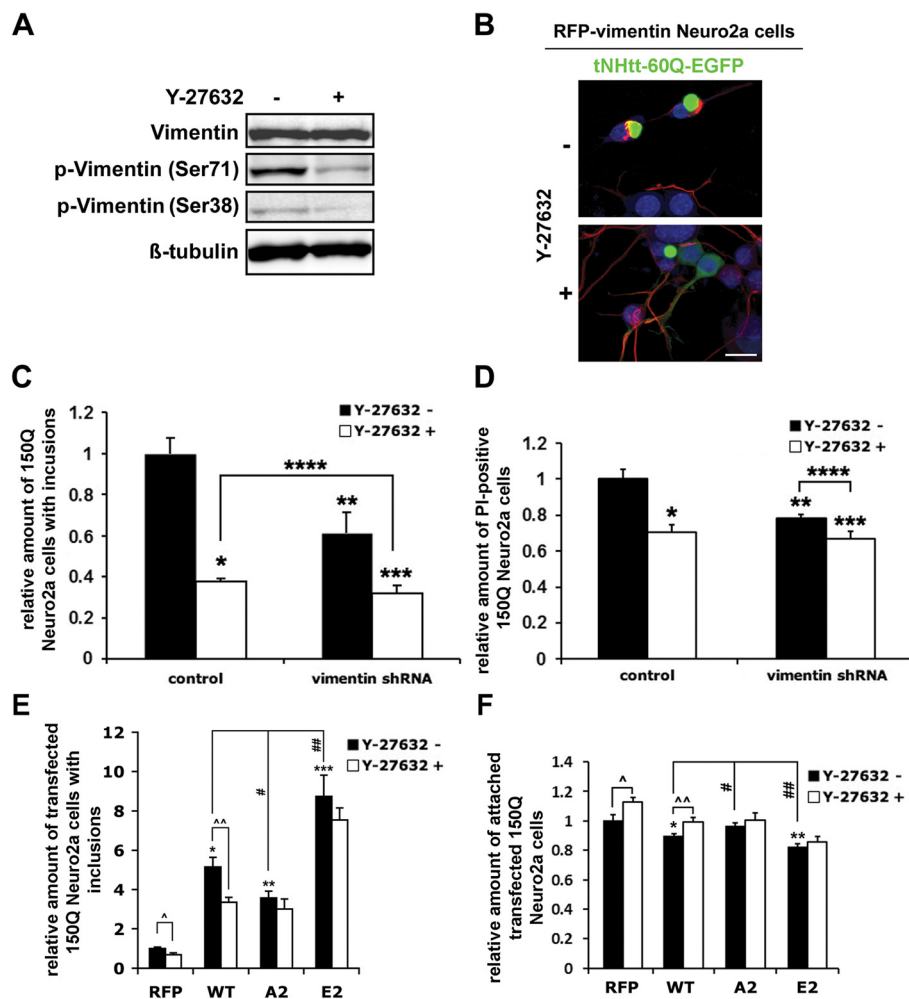 A
Y-27632 - +
Vimentin
p-Vimentin (Ser71)
p-Vimentin (Ser38)
ß-tubulin
B
RFP-vimentin Neuro2a cells
tNHtt-60Q-EGFP
Y-27632
-
+
C
relative amount of 150Q
Neuro2a cells with incusions
1.2
1
0.8
0.6
0.4
0.2
0
Y-27632 -
Y-27632 +
*
**
***
****
control
vimentin shRNA
D
relative amount of PI-positive
150Q Neuro2a cells
1.2
1
0.8
0.6
0.4
0.2
0
Y-27632 -
Y-27632 +
*
**
***
****
control
vimentin shRNA
E
relative amount of transfected
150Q Neuro2a cells with
inclusions
12
10
8
6
4
2
0
Y-27632 -
Y-27632 +
^
*
^^
**
#
***
##
RFP
WT
A2
E2
F
relative amount of attached
transfected 150Q
Neuro2a cells
1.4
1.2
1
0.8
0.6
0.4
0.2
0
Y-27632 -
Y-27632 +
^
*
^^
#
**
##
RFP
WT
A2
E2